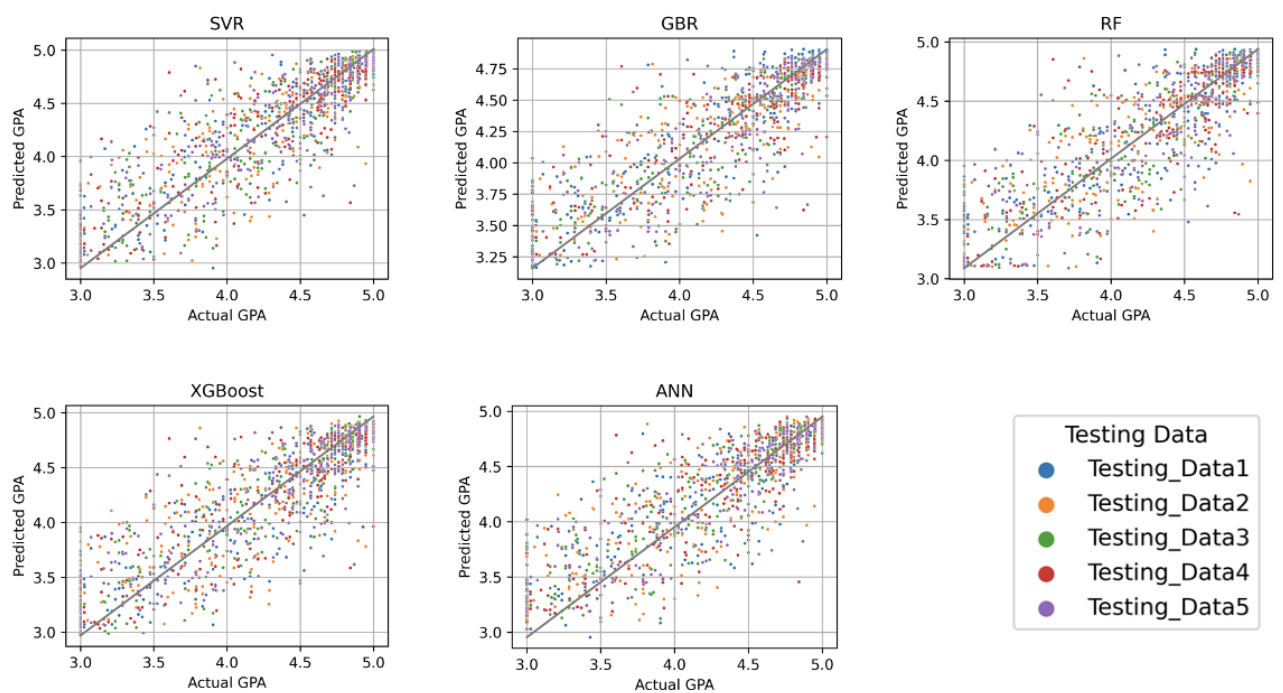 SVR
5.0
4.5
4.0
3.5
3.0
Predicted GPA
3.0 3.5 4.0 4.5 5.0
Actual GPA
GBR
4.75
4.50
4.25
4.00
3.75
3.50
3.25
Predicted GPA
3.0 3.5 4.0 4.5 5.0
Actual GPA
RF
5.0
4.5
4.0
3.5
3.0
Predicted GPA
3.0 3.5 4.0 4.5 5.0
Actual GPA
XGBoost
5.0
4.5
4.0
3.5
3.0
Predicted GPA
3.0 3.5 4.0 4.5 5.0
Actual GPA
ANN
5.0
4.5
4.0
3.5
3.0
Predicted GPA
3.0 3.5 4.0 4.5 5.0
Actual GPA
Testing Data
Testing_Data1
Testing_Data2
Testing_Data3
Testing_Data4
Testing_Data5